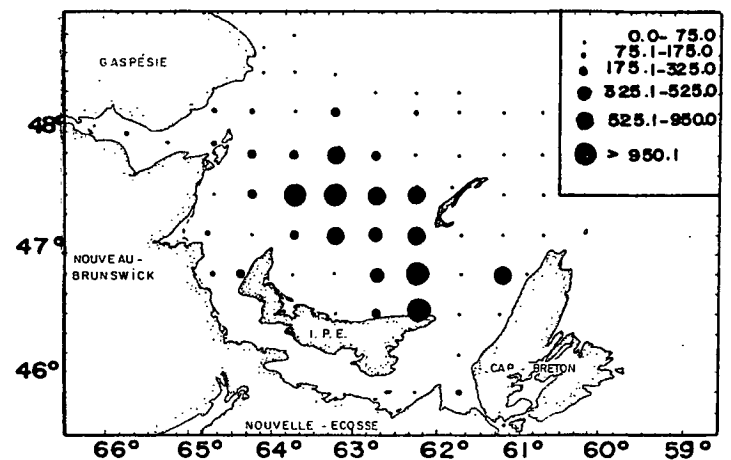 GASPÉSIE
0.0- 75.0
75.1-175.0
175.1-325.0
325.1-525.0
525.1-950.0
> 950.1
48°
47°
46°
NOUVEAU-
BRUNSWICK
I.P.E.
CAP BRETON
NOUVELLE - ECOSSE
66° 65° 64° 63° 62° 61° 60° 59°